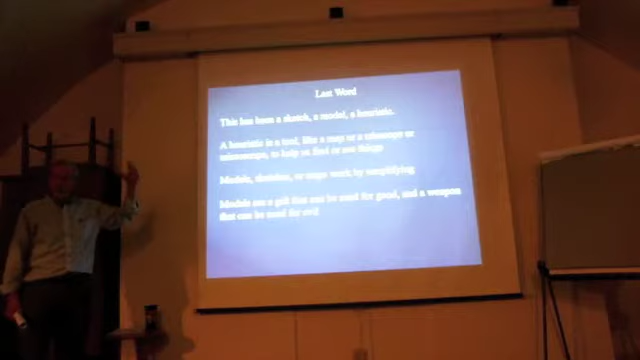 Last Word
This has been a sketch, a model, a heuristic.
A heuristic is a tool, like a map or a telescope or
microscope, to help us find or see things
Models, sketches, or maps work by simplifying
Models are a gift that can be used for good, and a weapon
that can be used for evil